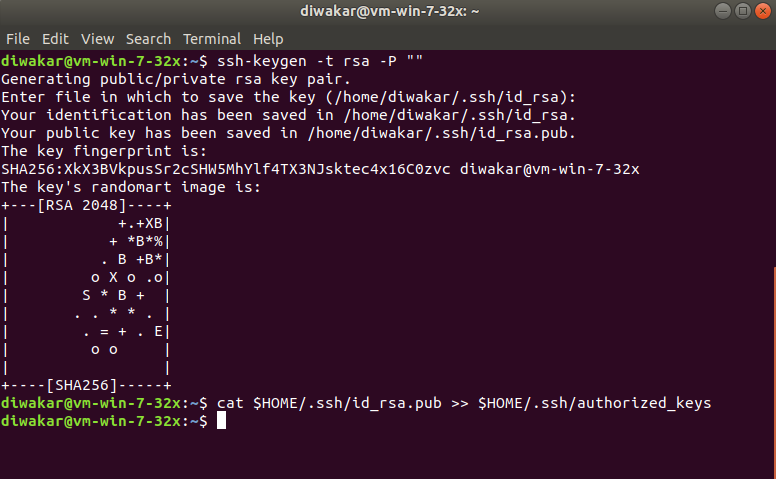 diwakar@vm-win-7-32x: ~
File Edit View Search Terminal Help
diwakar@vm-win-7-32x:~$ ssh-keygen -t rsa -P ""
Generating public/private rsa key pair.
Enter file in which to save the key (/home/diwakar/.ssh/id_rsa):
Your identification has been saved in /home/diwakar/.ssh/id_rsa.
Your public key has been saved in /home/diwakar/.ssh/id_rsa.pub.
The key fingerprint is:
SHA256:XkX3BVkpusSr2cSHW5MhYlf4TX3NJsktec4x16C0zvc diwakar@vm-win-7-32x
The key's randomart image is:
+---[RSA 2048]----+
|            +.+XB|
|           + *B*%|
|          . B +B*|
|         o X o .o|
|        S * B +  |
|       . . * * . |
|        . = + . E|
|         o o     |
|                 |
+----[SHA256]-----+
diwakar@vm-win-7-32x:~$ cat $HOME/.ssh/id_rsa.pub >> $HOME/.ssh/authorized_keys
diwakar@vm-win-7-32x:~$